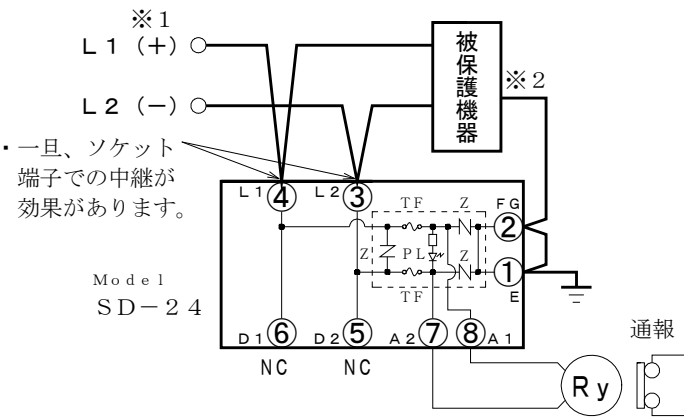 ※１
Ｌ１（＋）
Ｌ２（－）
被保護機器
※２
・一旦、ソケット
端子での中継が
効果があります。
Ｌ１ ④ Ｌ２ ③
ＴＦ Ｚ ＦＧ ②
Ｚ ＰＬ Ｚ ①
ＴＦ Ｅ
Ｍｏｄｅｌ
ＳＤ－２４
Ｄ１ ⑥ Ｄ２ ⑤ Ａ２ ⑦ ⑧ Ａ１
ＮＣ ＮＣ
通報
Ｒｙ